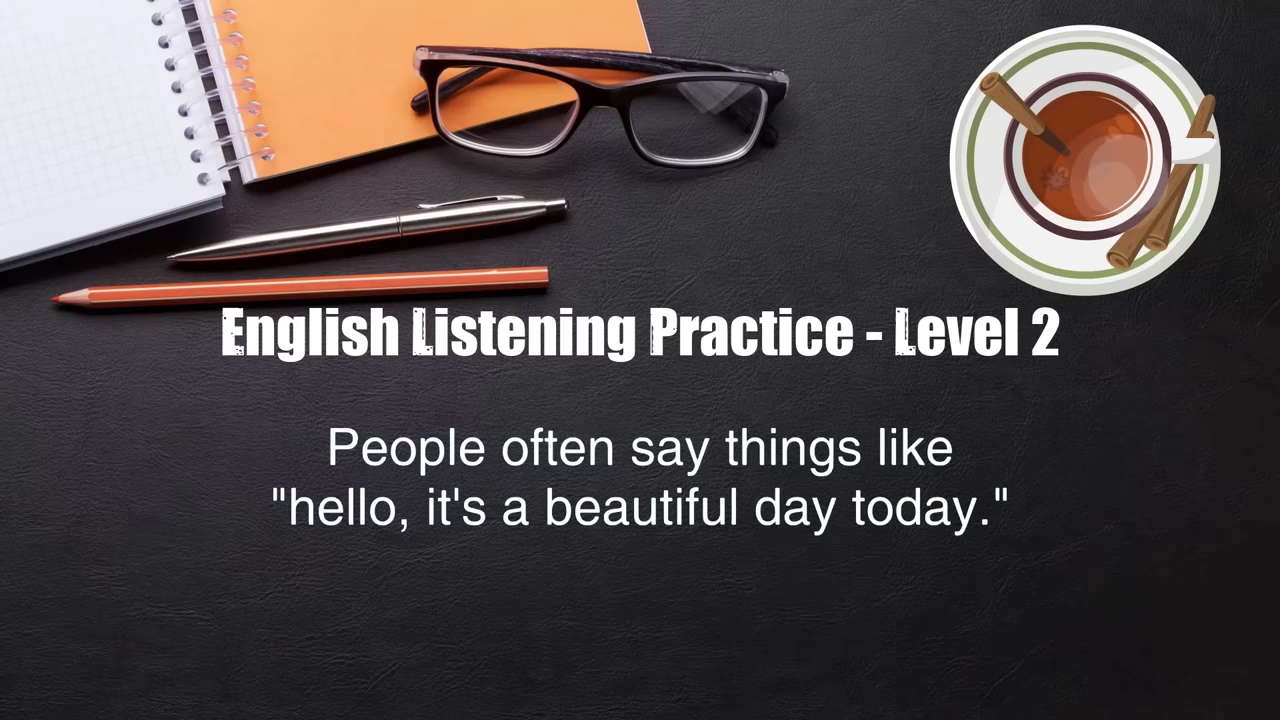 English Listening Practice - Level 2
People often say things like
"hello, it's a beautiful day today."